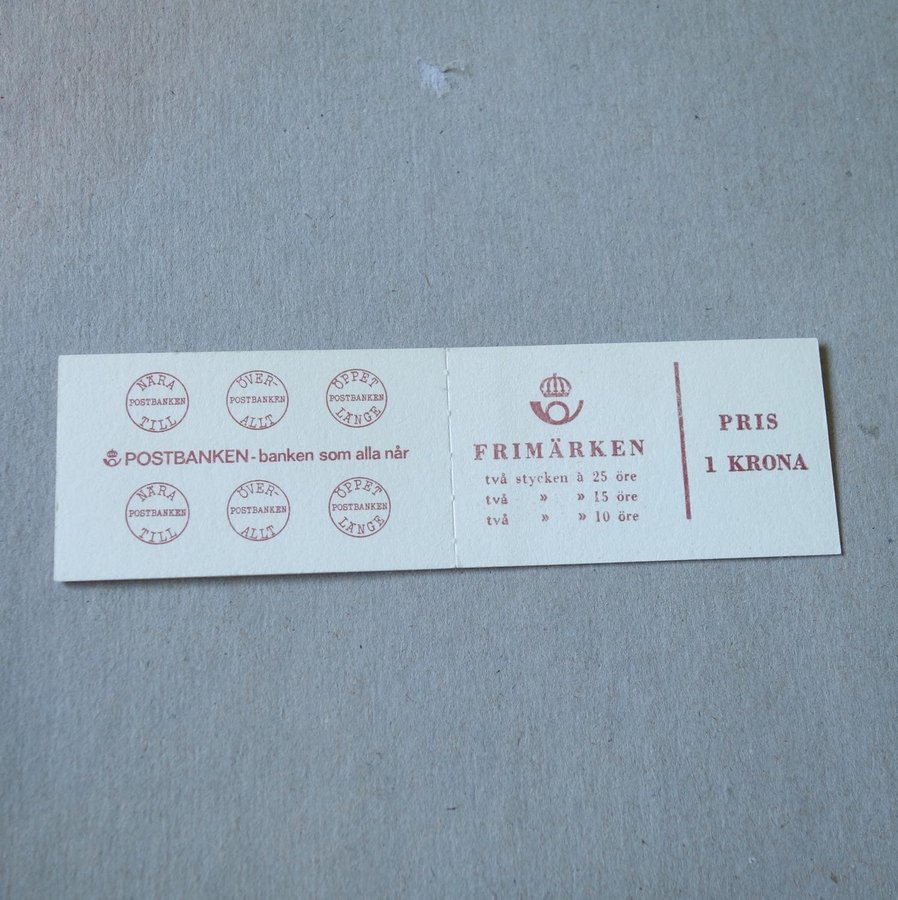 NÄRA
POSTBANKEN
TILL
ÖVER-
POSTBANKRN
ALLT
ÖPPET
POSTBANKEN
LÄNGE
POSTBANKEN - banken som alla når
NÄRA
POSTBANKEN
TILL
ÖVER-
POSTBANKEN
ALLT
ÖPPET
POSTBANKEN
LÄNGE
FRIMÄRKEN
två stycken à 25 öre
två » » 15 öre
två » » 10 öre
PRIS
1 KRONA